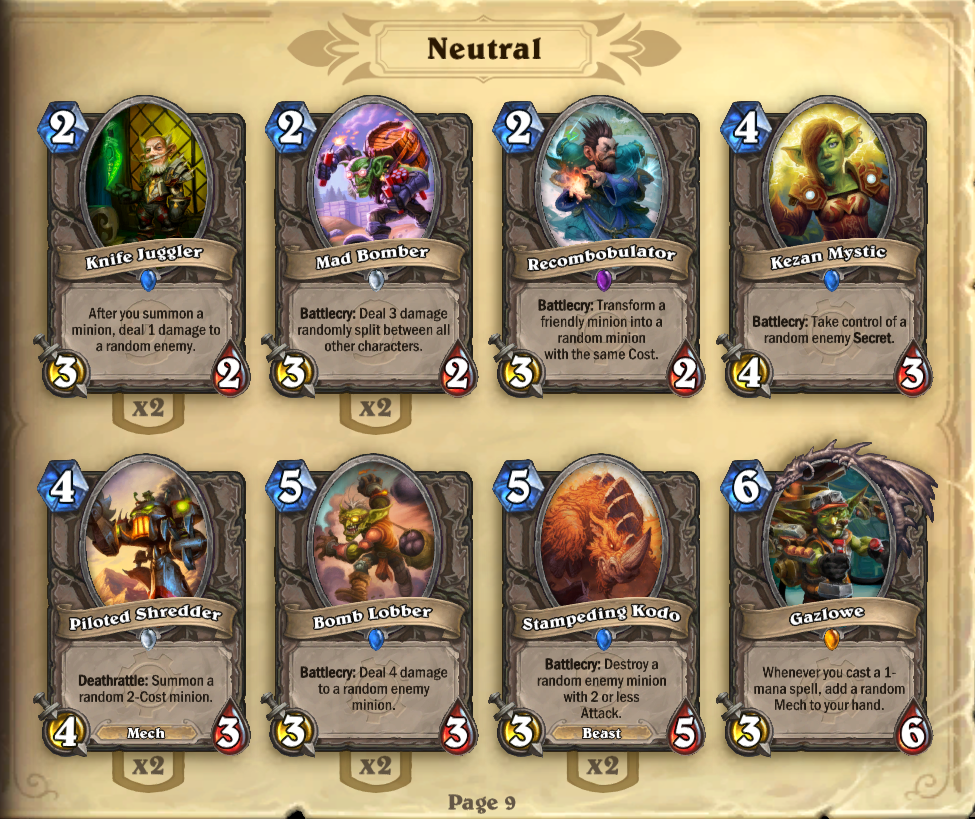 Neutral
2
Knife Juggler
After you summon a
minion, deal 1 damage to
a random enemy.
3
2
x2
2
Mad Bomber
Battlecry: Deal 3 damage
randomly split between all
other characters.
3
2
x2
2
Recombobulator
Battlecry: Transform a
friendly minion into a
random minion
with the same Cost.
3
2
4
Kezan Mystic
Battlecry: Take control of a
random enemy Secret.
4
3
4
Piloted Shredder
Deathrattle: Summon a
random 2-Cost minion.
4
Mech
3
x2
5
Bomb Lobber
Battlecry: Deal 4 damage
to a random enemy
minion.
3
3
x2
5
Stampeding Kodo
Battlecry: Destroy a
random enemy minion
with 2 or less
Attack.
3
Beast
5
x2
6
Gazlowe
Whenever you cast a 1-
mana spell, add a random
Mech to your hand.
3
6
Page 9